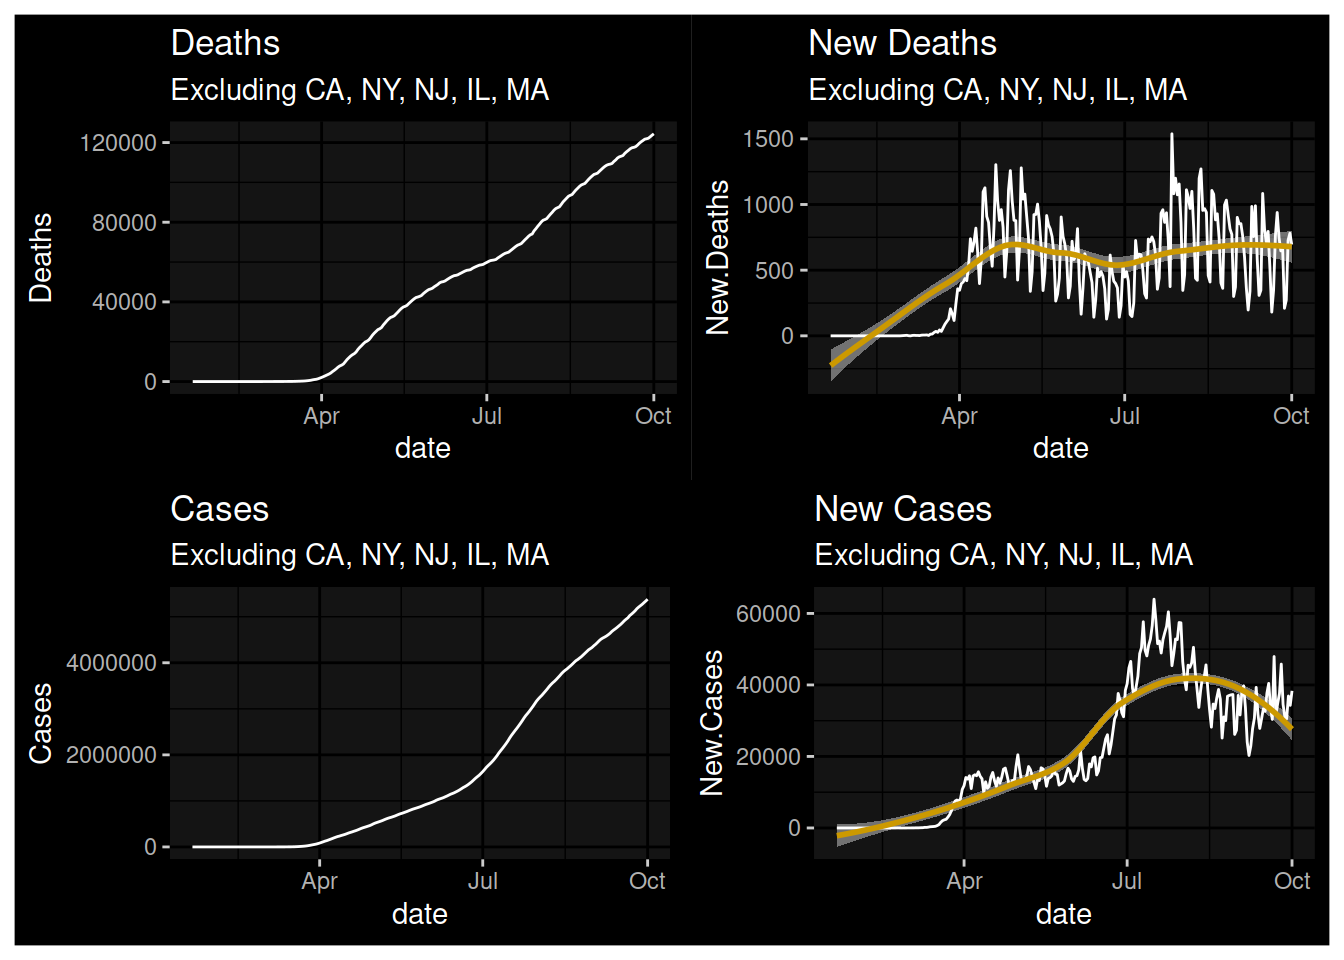 Deaths
Excluding CA, NY, NJ, IL, MA
Deaths
120000
80000
40000
0
Apr
Jul
Oct
date
New Deaths
Excluding CA, NY, NJ, IL, MA
New.Deaths
1500
1000
500
0
Apr
Jul
Oct
date
Cases
Excluding CA, NY, NJ, IL, MA
Cases
4000000
2000000
0
Apr
Jul
Oct
date
New Cases
Excluding CA, NY, NJ, IL, MA
New.Cases
60000
40000
20000
0
Apr
Jul
Oct
date